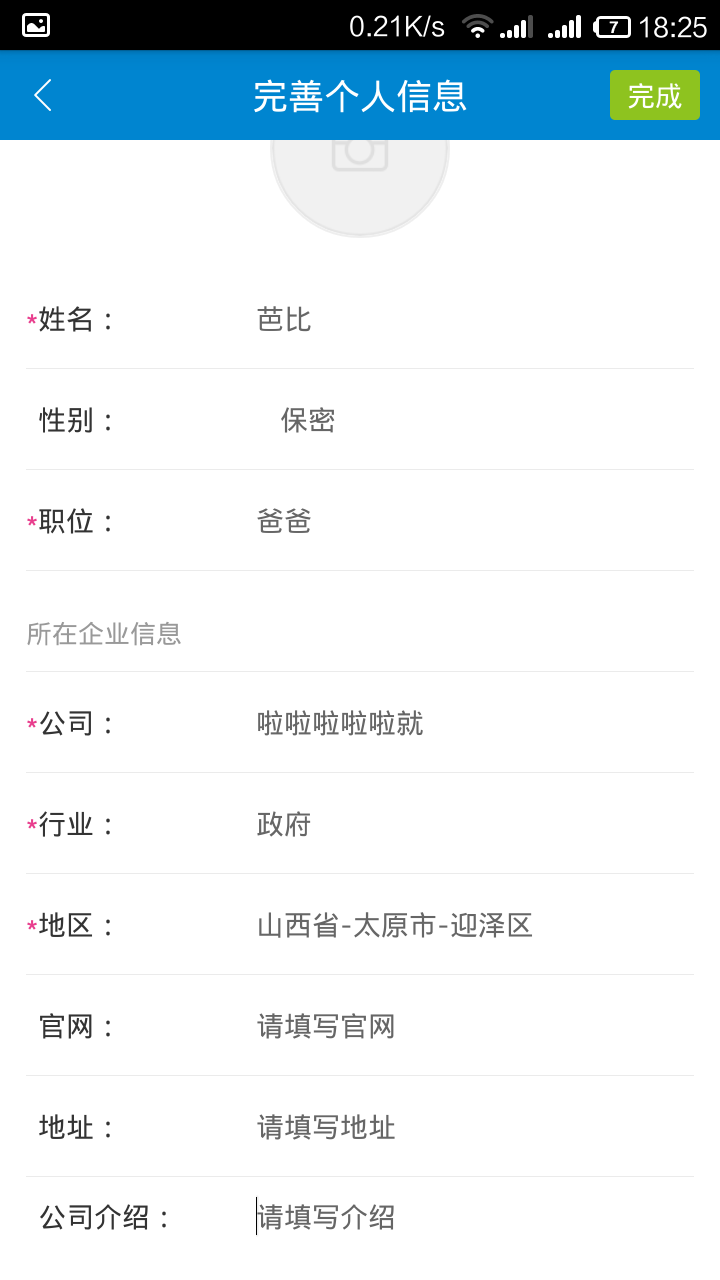 0.21K/s 7 18:25
完善个人信息 完成
*姓名： 芭比
性别： 保密
*职位： 爸爸
所在企业信息
*公司： 啦啦啦啦啦就
*行业： 政府
*地区： 山西省-太原市-迎泽区
官网： 请填写官网
地址： 请填写地址
公司介绍： 请填写介绍